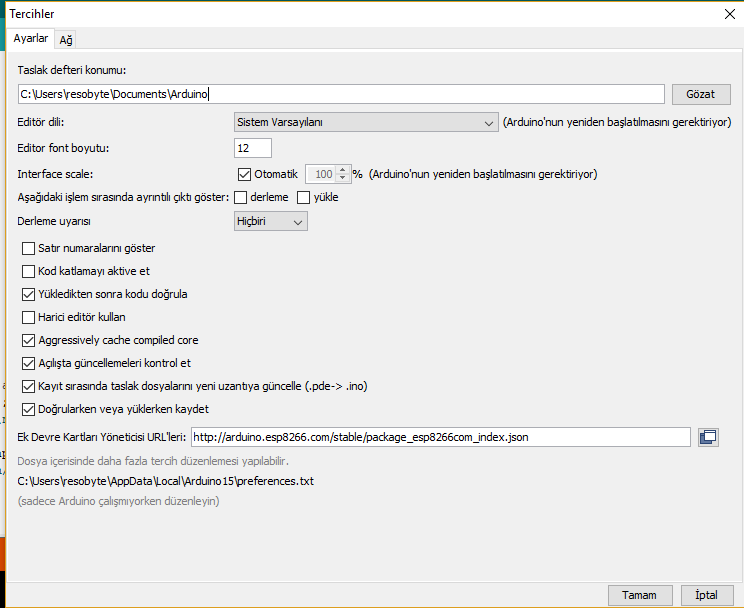 Tercihler
Ayarlar Ağ
Taslak defteri konumu:
C:\Users\resobyte\Documents\Arduino
Gözat
Editör dili: Sistem Varsayılanı (Arduino'nun yeniden başlatılmasını gerektiriyor)
Editor font boyutu: 12
Interface scale: Otomatik 100 % (Arduino'nun yeniden başlatılmasını gerektiriyor)
Aşağıdaki işlem sırasında ayrıntılı çıktı göster: derleme yükle
Derleme uyarısı Hiçbiri
Satır numaralarını göster
Kod katlamayı aktive et
Yükledikten sonra kodu doğrula
Harici editör kullan
Aggressively cache compiled core
Açılışta güncellemeleri kontrol et
Kayıt sırasında taslak dosyalarını yeni uzantıya güncelle (.pde-> .ino)
Doğrularken veya yüklerken kaydet
Ek Devre Kartları Yöneticisi URL'leri: http://arduino.esp8266.com/stable/package_esp8266com_index.json
Dosya içerisinde daha fazla tercih düzenlemesi yapılabilir.
C:\Users\resobyte\AppData\Local\Arduino15\preferences.txt
(sadece Arduino çalışmıyorken düzenleyin)
Tamam İptal